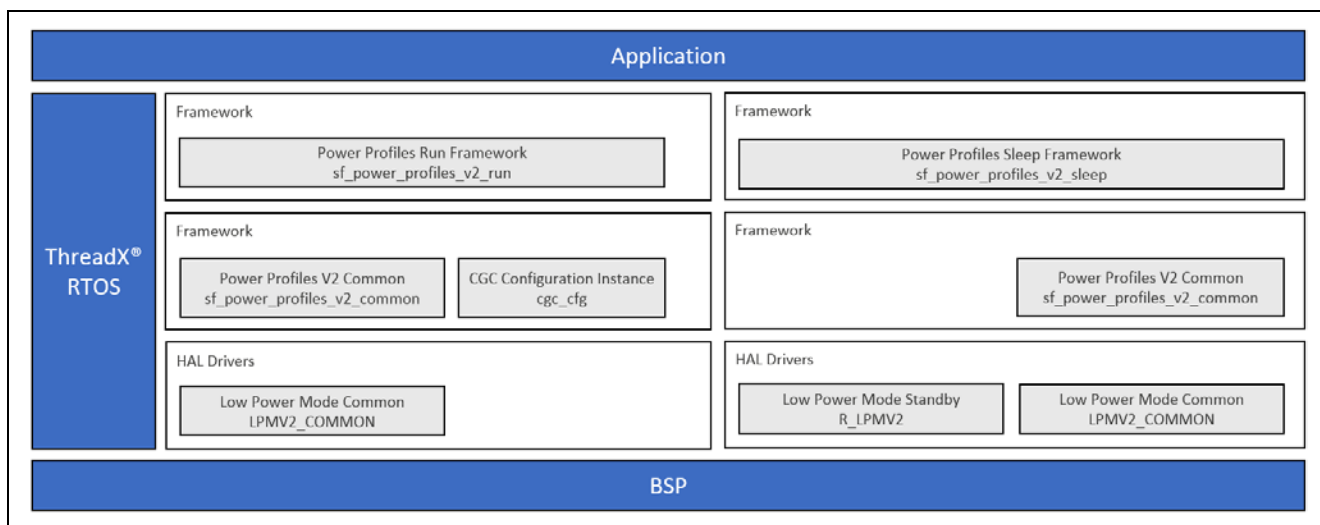 Application
ThreadX®
RTOS
Framework
Power Profiles Run Framework
sf_power_profiles_v2_run
Framework
Power Profiles Sleep Framework
sf_power_profiles_v2_sleep
Framework
Power Profiles V2 Common
sf_power_profiles_v2_common
CGC Configuration Instance
cgc_cfg
Framework
Power Profiles V2 Common
sf_power_profiles_v2_common
HAL Drivers
Low Power Mode Common
LPMV2_COMMON
HAL Drivers
Low Power Mode Standby
R_LPMV2
Low Power Mode Common
LPMV2_COMMON
BSP